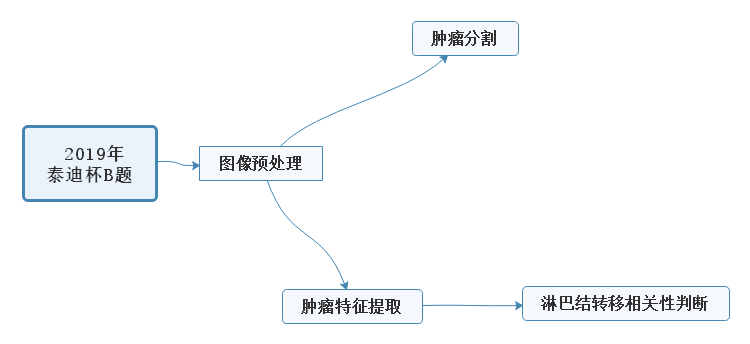 肿瘤分割
2019年
泰迪杯B题
图像预处理
肿瘤特征提取
淋巴结转移相关性判断